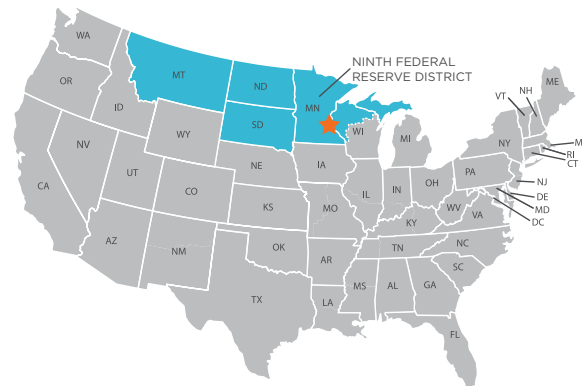 WA
ME
NINTH FEDERAL
RESERVE DISTRICT
MT
ND
VT
NH
OR
MN
ID
SD
WI
MI
NY
M
WY
RI
CT
IA
PA
NV
NE
NJ
UT
IL
IN
OH
DE
CA
CO
MD
WV
VA
KS
MO
DC
KY
NC
AZ
NM
OK
TN
AR
SC
MS
AL
GA
TX
LA
FL